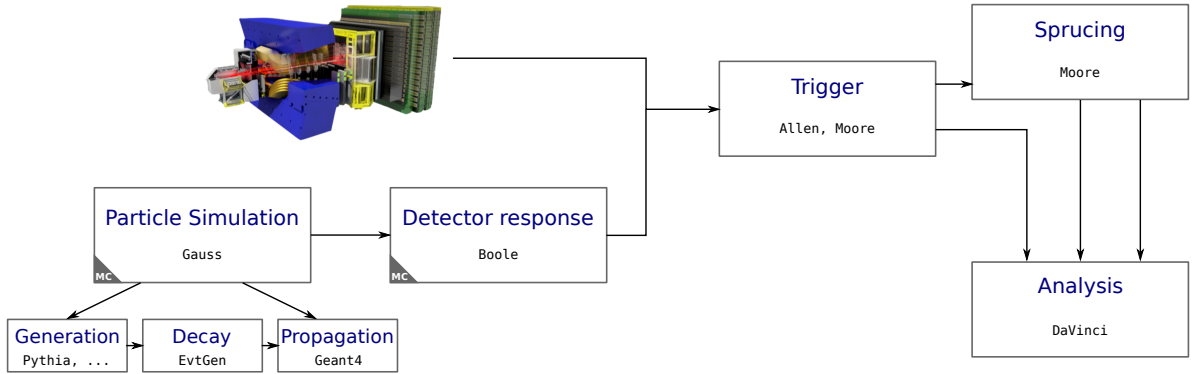 Sprucing
Moore
Trigger
Allen, Moore
Particle Simulation
Gauss
MC
Detector response
Boole
MC
Analysis
DaVinci
Generation
Pythia, ...
Decay
EvtGen
Propagation
Geant4